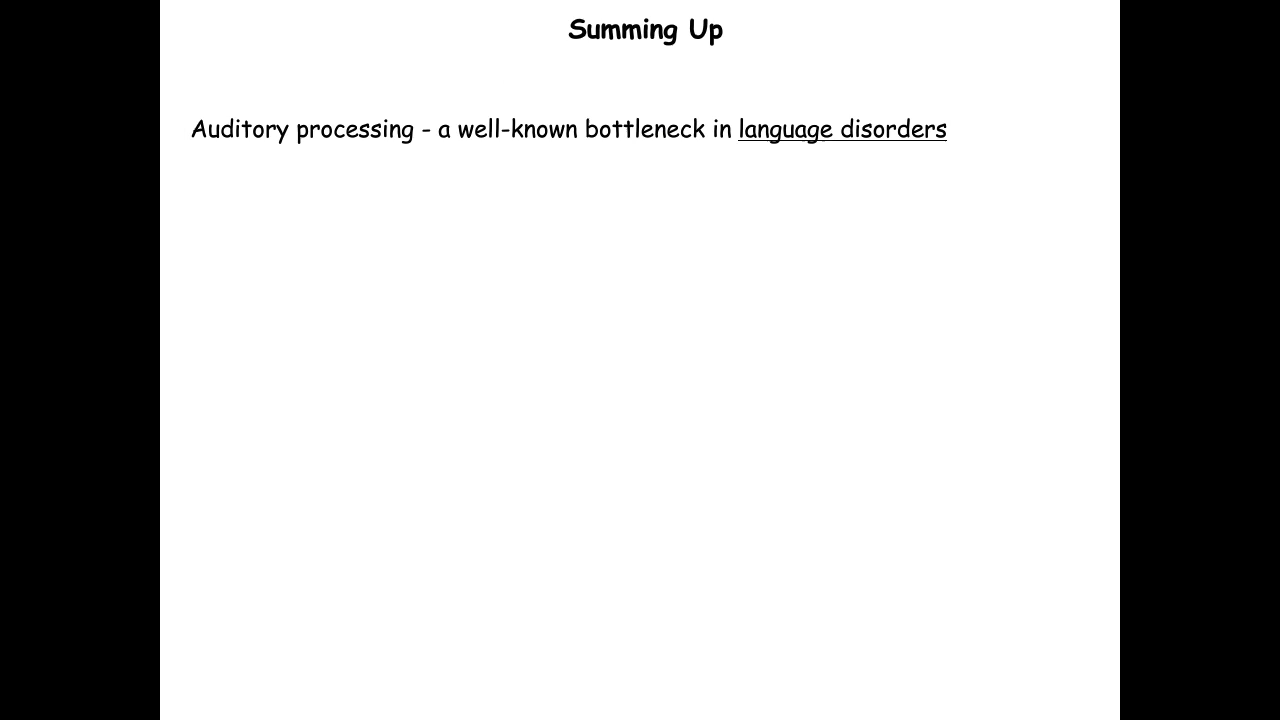 Summing Up
Auditory processing - a well-known bottleneck in language disorders